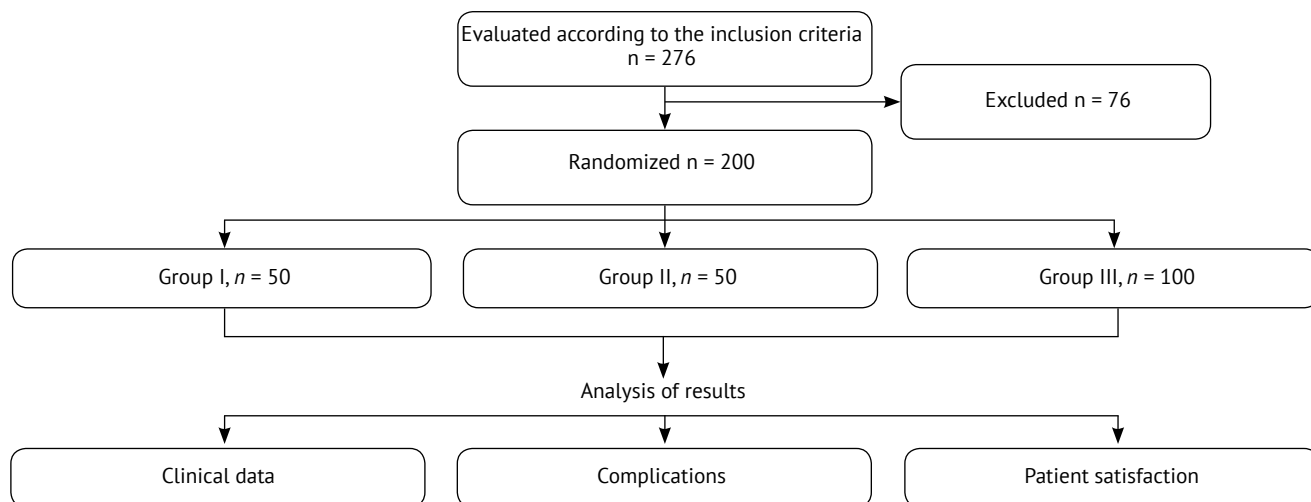 Evaluated according to the inclusion criteria
n = 276
Excluded n = 76
Randomized n = 200
Group I, n = 50
Group II, n = 50
Group III, n = 100
Analysis of results
Clinical data
Complications
Patient satisfaction